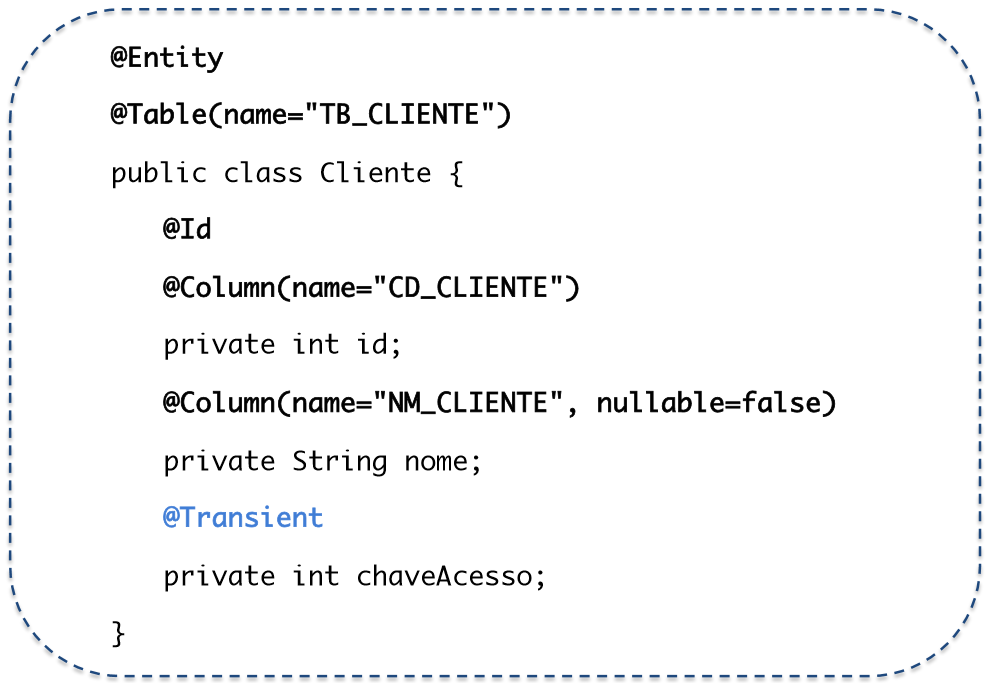 @Entity
@Table(name="TB_CLIENTE")
public class Cliente {
@Id
@Column(name="CD_CLIENTE")
private int id;
@Column(name="NM_CLIENTE", nullable=false)
private String nome;
@Transient
private int chaveAcesso;
}